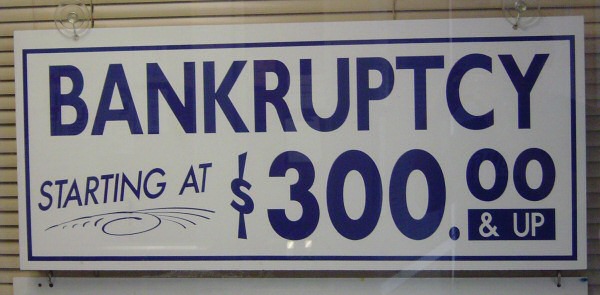 BANKRUPTCY
STARTING AT $300.00
& UP